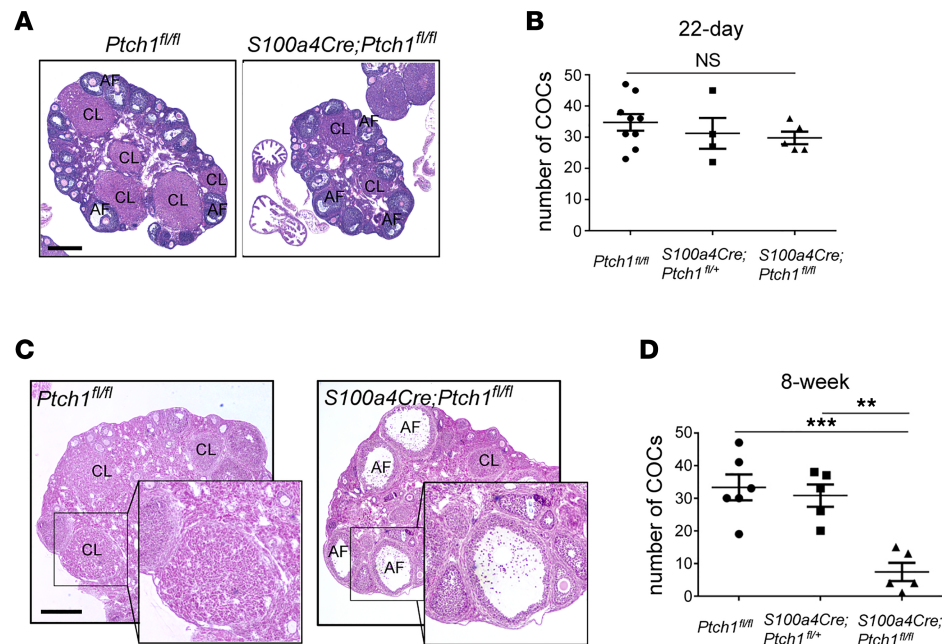 A
Ptch1fl/fl
S100a4Cre;Ptch1fl/fl
AF
CL
CL
CL
CL
CL
AF
AF
AF
CL
CL
AF
AF
B
22-day
NS
number of COCs
50
40
30
20
10
0
Ptch1fl/fl
S100a4Cre;
Ptch1fl/+
S100a4Cre;
Ptch1fl/fl
C
Ptch1fl/fl
CL
CL
CL
S100a4Cre;Ptch1fl/fl
AF
AF
CL
AF
AF
D
8-week
**
***
number of COCs
50
40
30
20
10
0
Ptch1fl/fl
S100a4Cre;
Ptch1fl/+
S100a4Cre;
Ptch1fl/fl